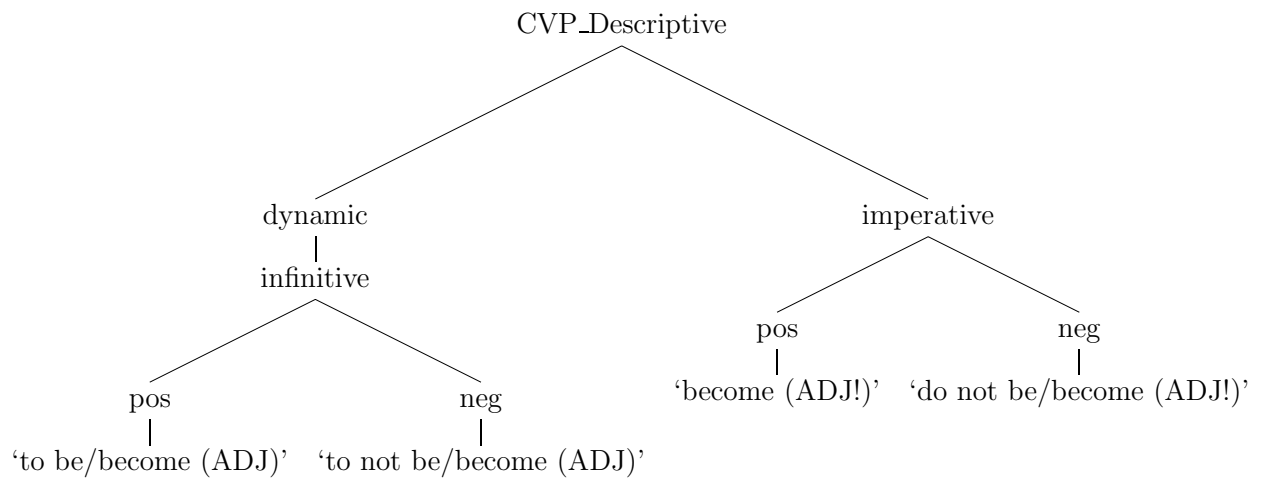 CVP_Descriptive
dynamic
imperative
infinitive
pos
neg
‘become (ADJ!)’
‘do not be/become (ADJ!)’
pos
neg
‘to be/become (ADJ)’
‘to not be/become (ADJ)’